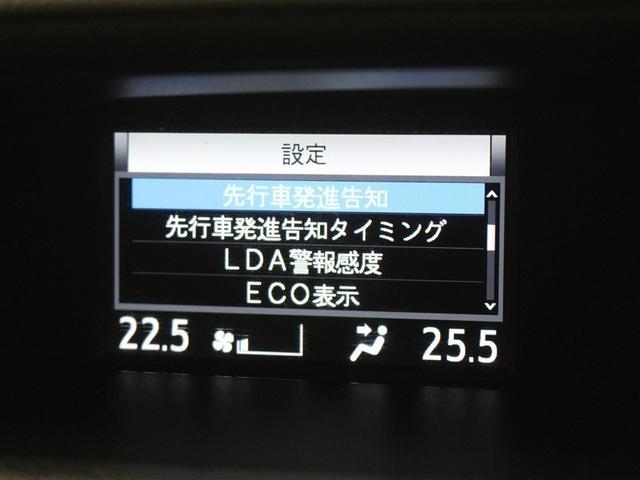 設定
先行車発進告知
先行車発進告知タイミング
LDA警報感度
ECO表示
22.5 25.5